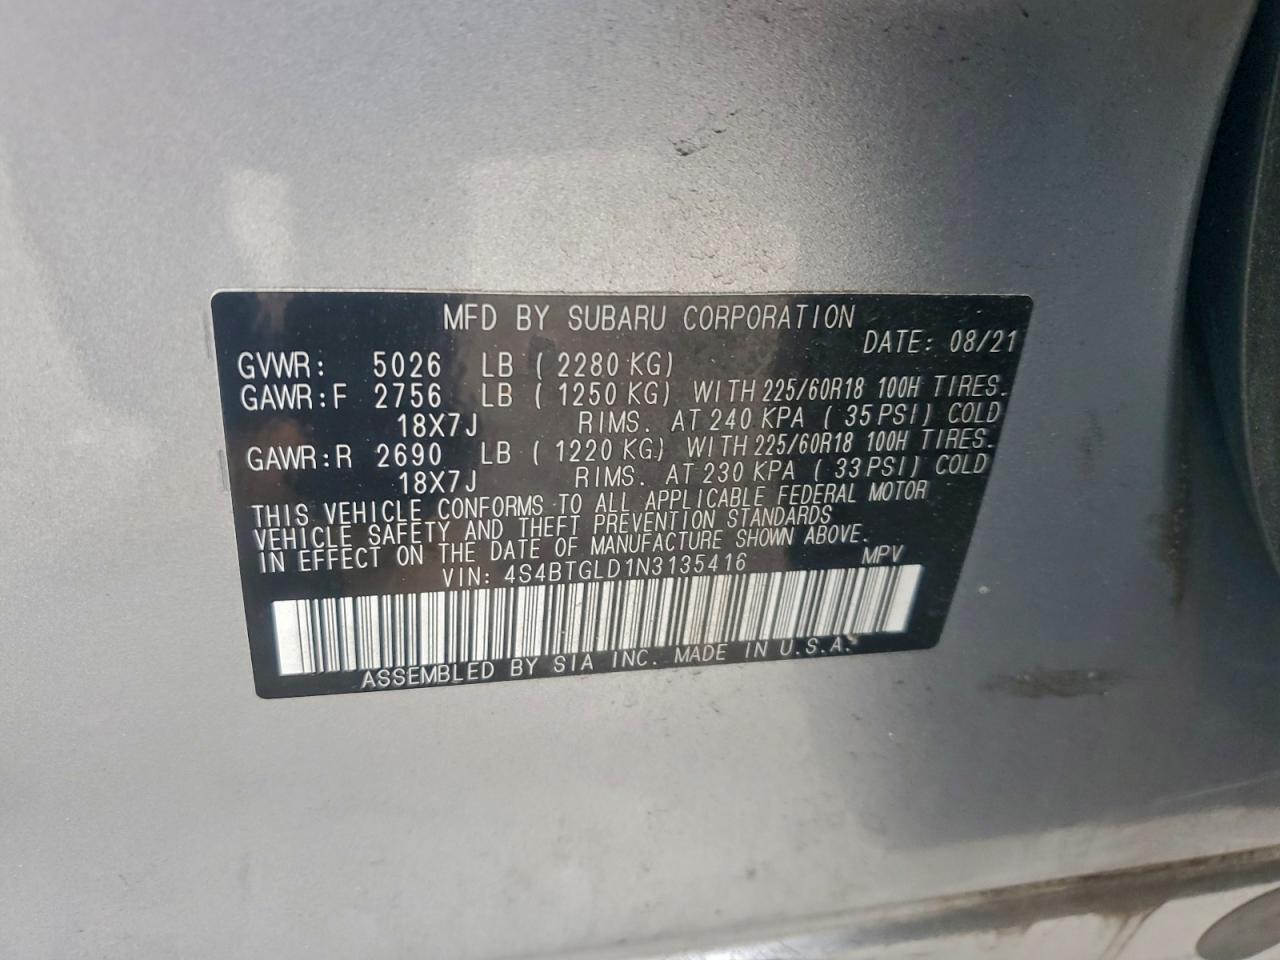 MFD BY SUBARU CORPORATION
DATE: 08/21
GVWR: 5026 LB ( 2280 KG)
GAWR:F 2756 LB ( 1250 KG) WITH 225/60R18 100H TIRES.
18X7J RIMS. AT 240 KPA ( 35 PSI) COLD
GAWR:R 2690 LB ( 1220 KG) WITH 225/60R18 100H TIRES.
18X7J RIMS. AT 230 KPA ( 33 PSI) COLD
THIS VEHICLE CONFORMS TO ALL APPLICABLE FEDERAL MOTOR
VEHICLE SAFETY AND THEFT PREVENTION STANDARDS
IN EFFECT ON THE DATE OF MANUFACTURE SHOWN ABOVE.
VIN: 4S4BTGLD1N3135416 MPV
ASSEMBLED BY SIA INC. MADE IN U.S.A.